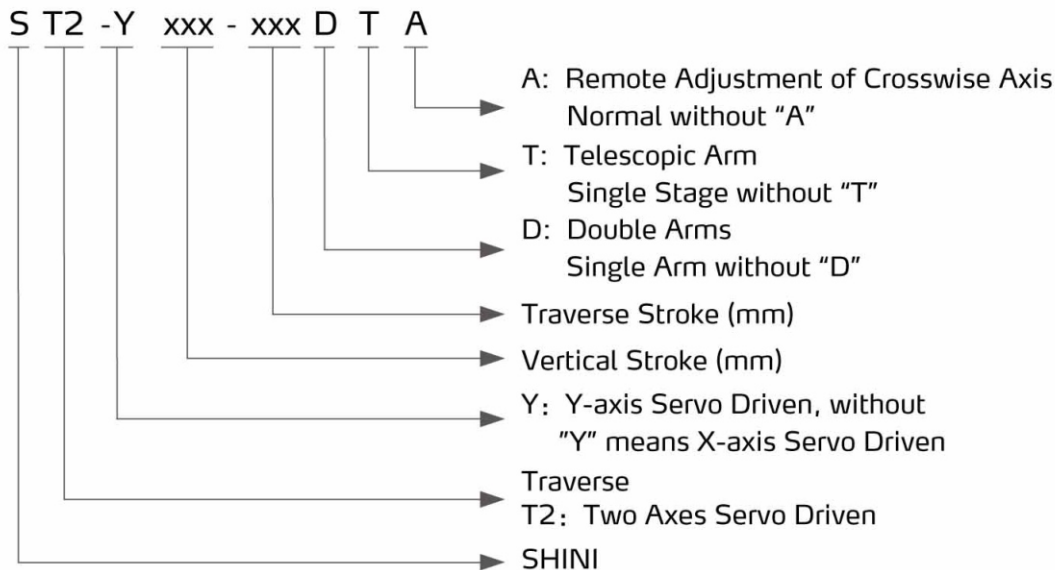 S T2 -Y xxx - xxx D T A
A: Remote Adjustment of Crosswise Axis
Normal without “A”
T: Telescopic Arm
Single Stage without “T”
D: Double Arms
Single Arm without “D”
Traverse Stroke (mm)
Vertical Stroke (mm)
Y: Y-axis Servo Driven, without
"Y" means X-axis Servo Driven
Traverse
T2: Two Axes Servo Driven
SHINI